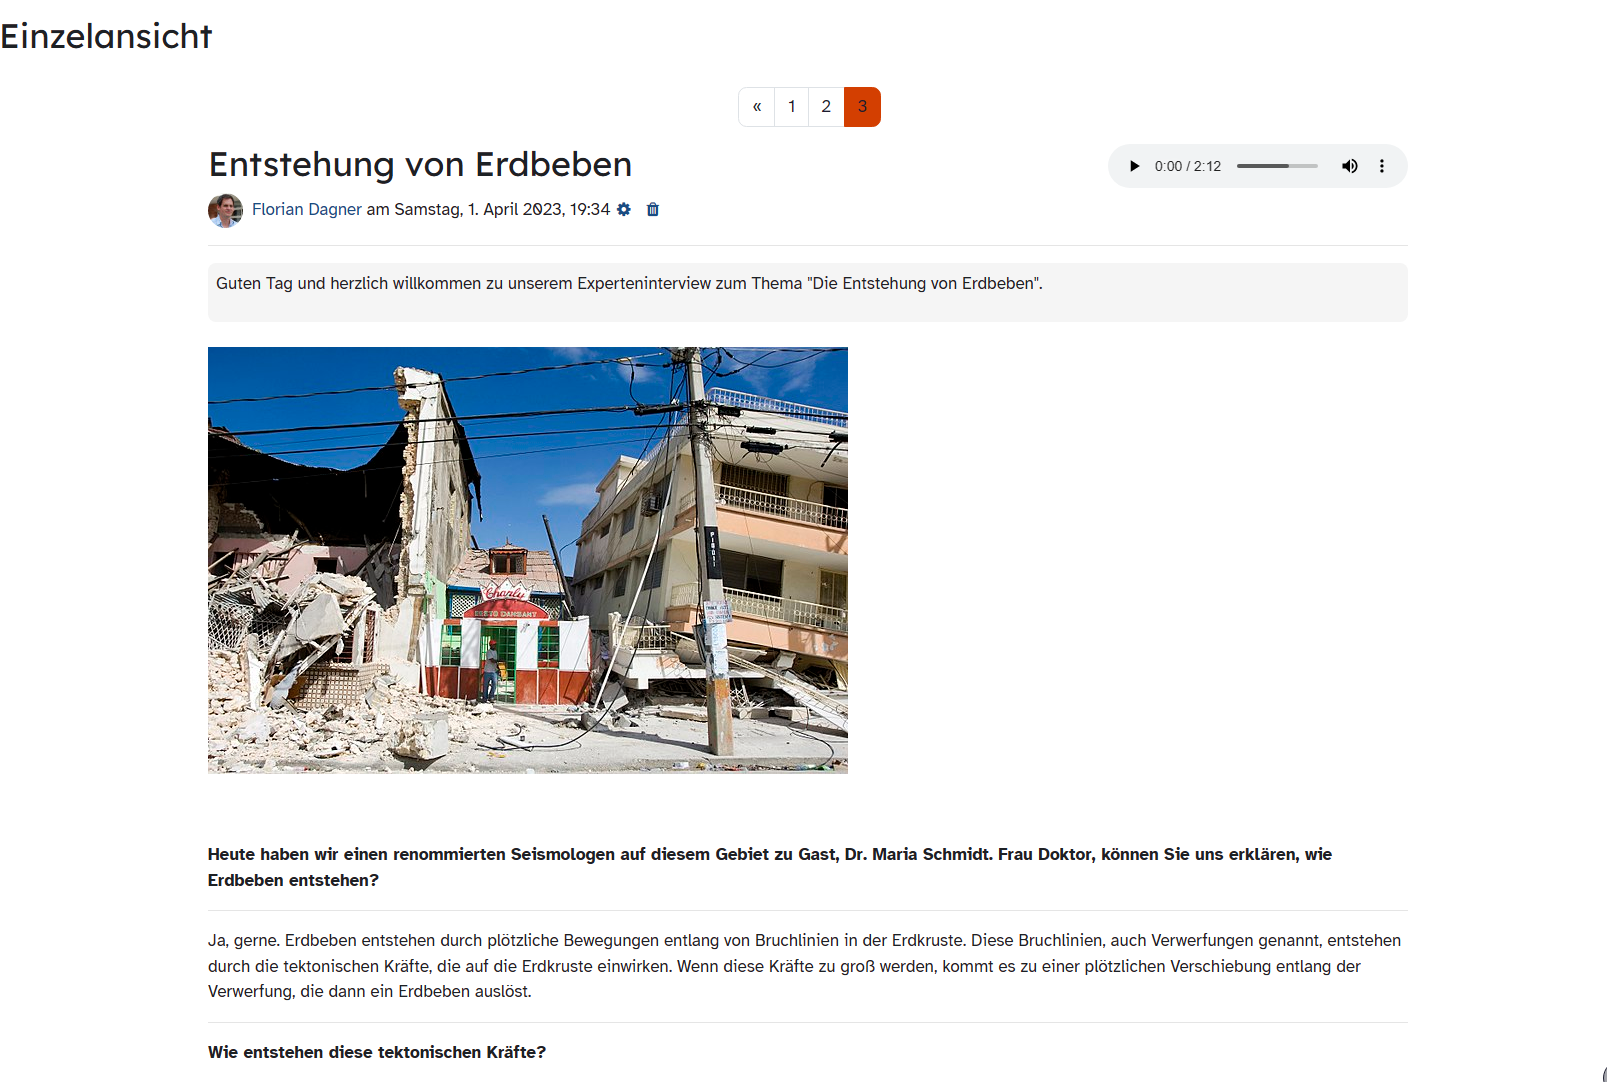 Einzelansicht
« 1 2 3
Entstehung von Erdbeben
0:00 / 2:12
Florian Dagner am Samstag, 1. April 2023, 19:34
Guten Tag und herzlich willkommen zu unserem Experteninterview zum Thema "Die Entstehung von Erdbeben".
Charly
Heute haben wir einen renommierten Seismologen auf diesem Gebiet zu Gast, Dr. Maria Schmidt. Frau Doktor, können Sie uns erklären, wie
Erdbeben entstehen?
Ja, gerne. Erdbeben entstehen durch plötzliche Bewegungen entlang von Bruchlinien in der Erdkruste. Diese Bruchlinien, auch Verwerfungen genannt, entstehen
durch die tektonischen Kräfte, die auf die Erdkruste einwirken. Wenn diese Kräfte zu groß werden, kommt es zu einer plötzlichen Verschiebung entlang der
Verwerfung, die dann ein Erdbeben auslöst.
Wie entstehen diese tektonischen Kräfte?